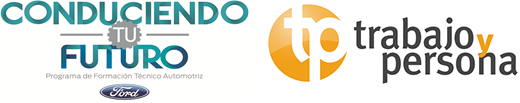 CONDUCIENDO
TU
FUTURO
Programa de Formación Técnico Automotriz
Ford
tp trabajo y
persona